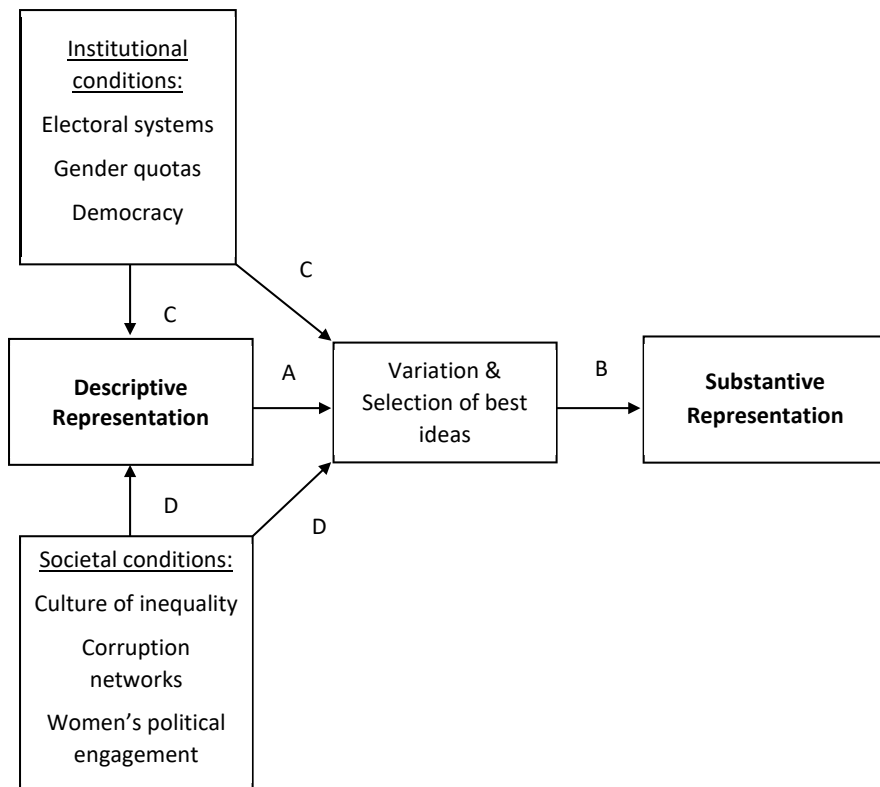 Institutional
conditions:
Electoral systems
Gender quotas
Democracy
C
C
Descriptive
Representation
A
Variation &
Selection of best
ideas
B
Substantive
Representation
D
D
Societal conditions:
Culture of inequality
Corruption
networks
Women’s political
engagement